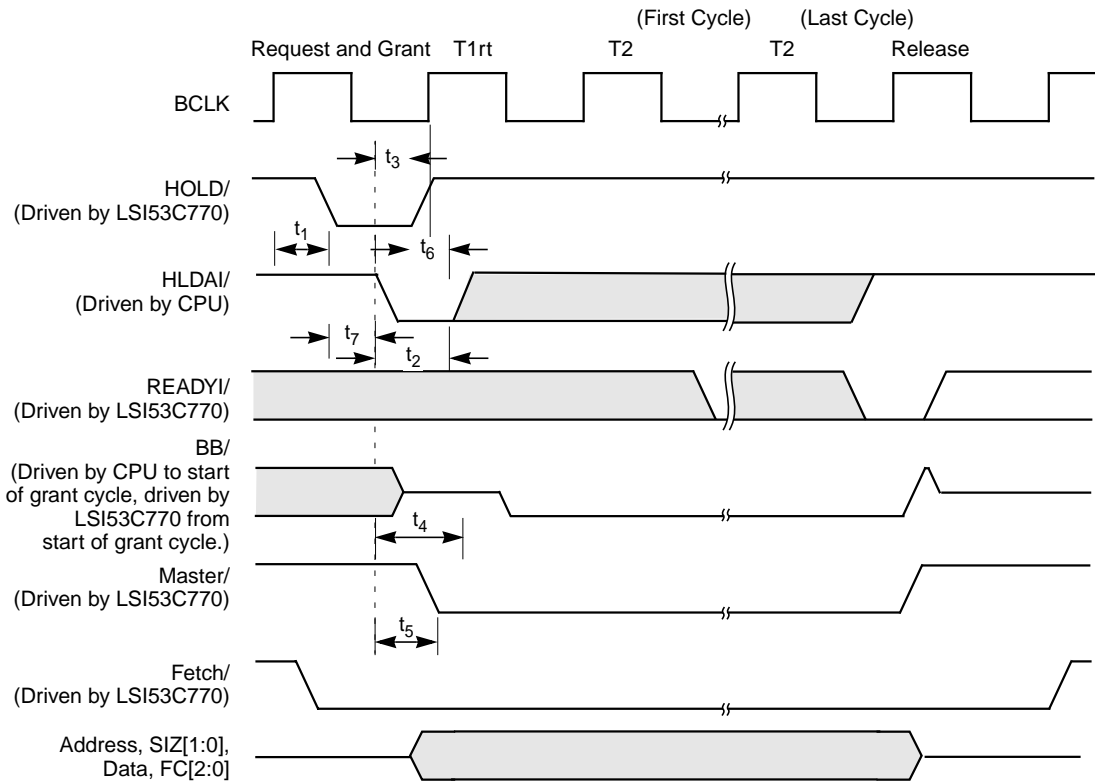 (First Cycle) (Last Cycle)
Request and Grant T1rt T2 T2 Release
BCLK
t3
HOLD/
(Driven by LSI53C770)
t1
t6
HLDAI/
(Driven by CPU)
t7
t2
READYI/
(Driven by LSI53C770)
BB/
(Driven by CPU to start
of grant cycle, driven by
LSI53C770 from
start of grant cycle.)
t4
Master/
(Driven by LSI53C770)
t5
Fetch/
(Driven by LSI53C770)
Address, SIZ[1:0],
Data, FC[2:0]